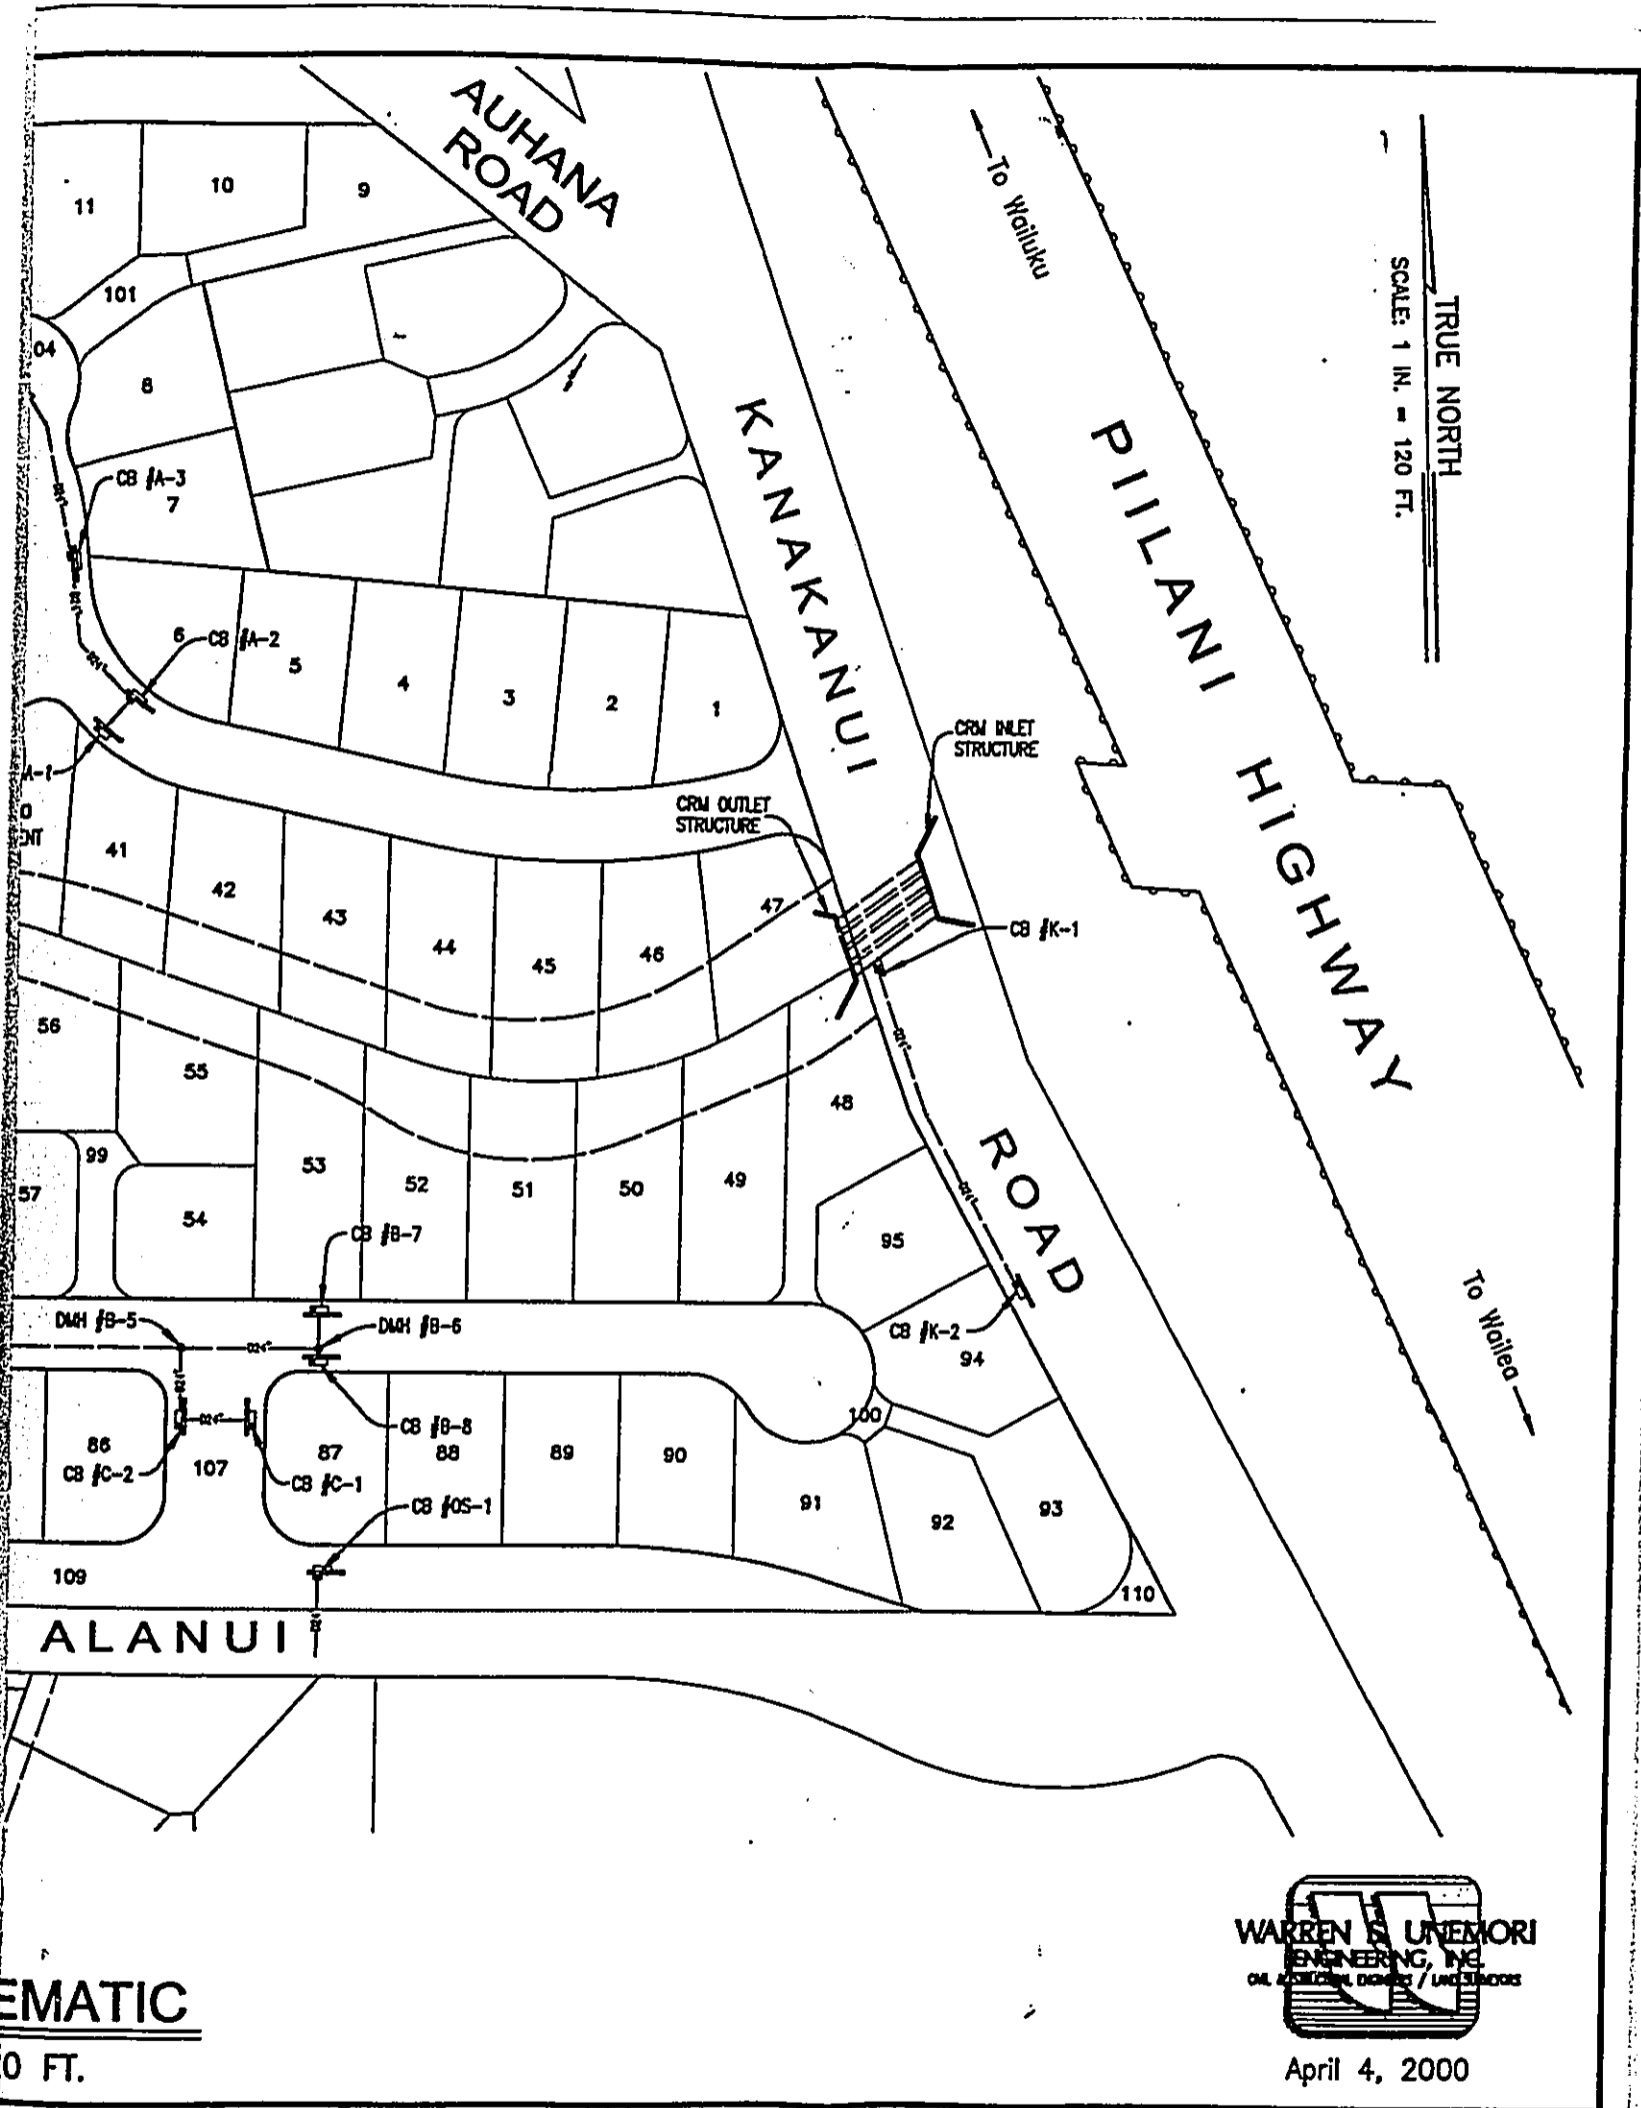 AUHANA
ROAD
To Wailuku
TRUE NORTH
SCALE: 1 IN. = 120 FT.
11
10
9
101
04
8
CB #A-3
7
KANAKANUI
PIILANI HIGHWAY
6
CB #A-2
5
4
3
2
1
CRM INLET
STRUCTURE
A-1
CRM OUTLET
STRUCTURE
ENT
41
42
43
44
45
46
47
CB #K-1
56
55
48
99
57
54
53
52
51
50
49
ROAD
95
CB #B-7
To Wailea
DMH #B-5
D24"
DMH #B-6
CB #K-2
94
100
86
CB #C-2
107
87
CB #C-1
CB #B-8
88
89
90
91
92
93
CB #OS-1
109
110
ALANUI
WARREN S. UNEMORI
ENGINEERING, INC.
EMATIC
0 FT.
April 4, 2000